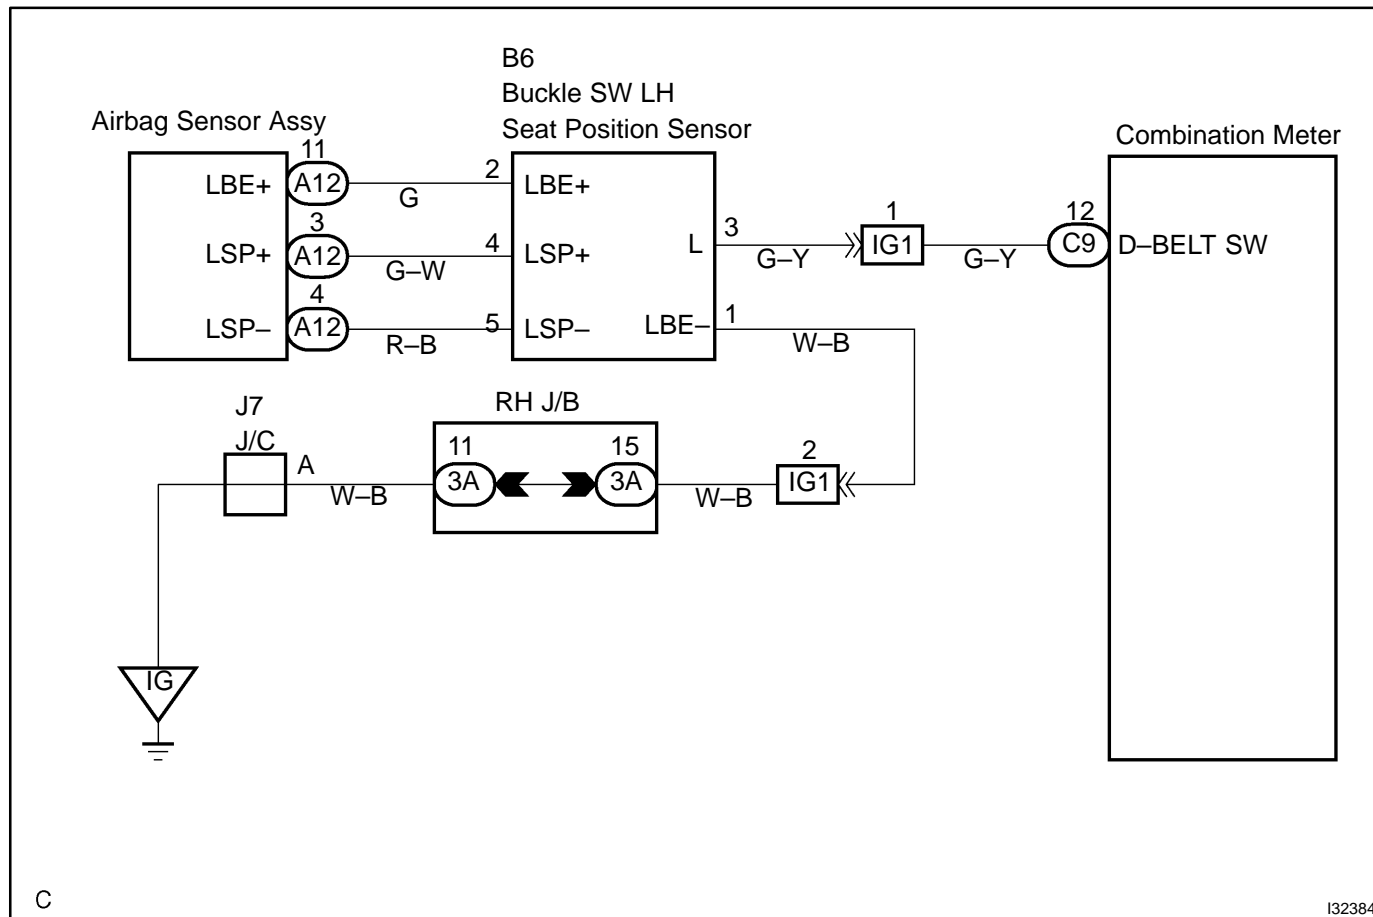 B6
Buckle SW LH
Seat Position Sensor
Airbag Sensor Assy
Combination Meter
11
LBE+ A12 G 2 LBE+
3
LSP+ A12 G–W 4 LSP+
4
LSP– A12 R–B 5 LSP–
L 3 G–Y
1
IG1
G–Y
12
C9
D–BELT SW
LBE– 1 W–B
J7
J/C
A
W–B
RH J/B
11
3A
15
3A
W–B
2
IG1
IG
C
I32384